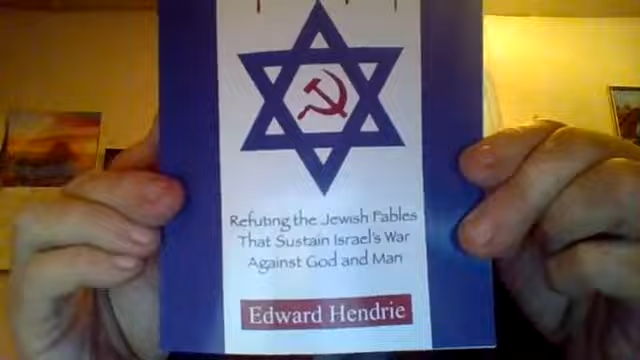 Refuting the Jewish Fables
That Sustain Israel's War
Against God and Man
Edward Hendrie